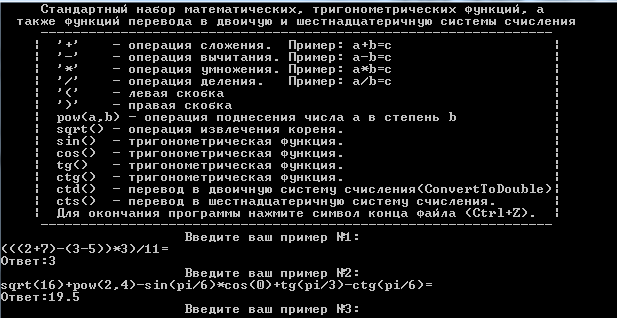 Стандартный набор математических, тригонометрических функций, а
также функций перевода в двоичую и шестнадцатеричную системы счисления
---------------------------------------------------------------
| '+' - операция сложения. Пример: a+b=c |
| '-' - операция вычитания. Пример: a-b=c |
| '*' - операция умножения. Пример: a*b=c |
| '/' - операция деления. Пример: a/b=c |
| '(' - левая скобка |
| ')' - правая скобка |
| pow(a,b) - операция поднесения числа a в степень b |
| sqrt() - операция извлечения кореня. |
| sin() - тригонометрическая функция. |
| cos() - тригонометрическая функция. |
| tg() - тригонометрическая функция. |
| ctg() - тригонометрическая функция. |
| ctd() - перевод в двоичную систему счисления(ConvertToDouble)|
| cts() - перевод в шестнадцатеричную систему счисления. |
| Для окончания программы нажмите символ конца файла (Ctrl+Z). |
---------------------------------------------------------------
Введите ваш пример №1:
(((2+7)-(3-5))*3)/11=
Ответ:3
Введите ваш пример №2:
sqrt(16)+pow(2,4)-sin(pi/6)*cos(0)+tg(pi/3)-ctg(pi/6)=
Ответ:19.5
Введите ваш пример №3: